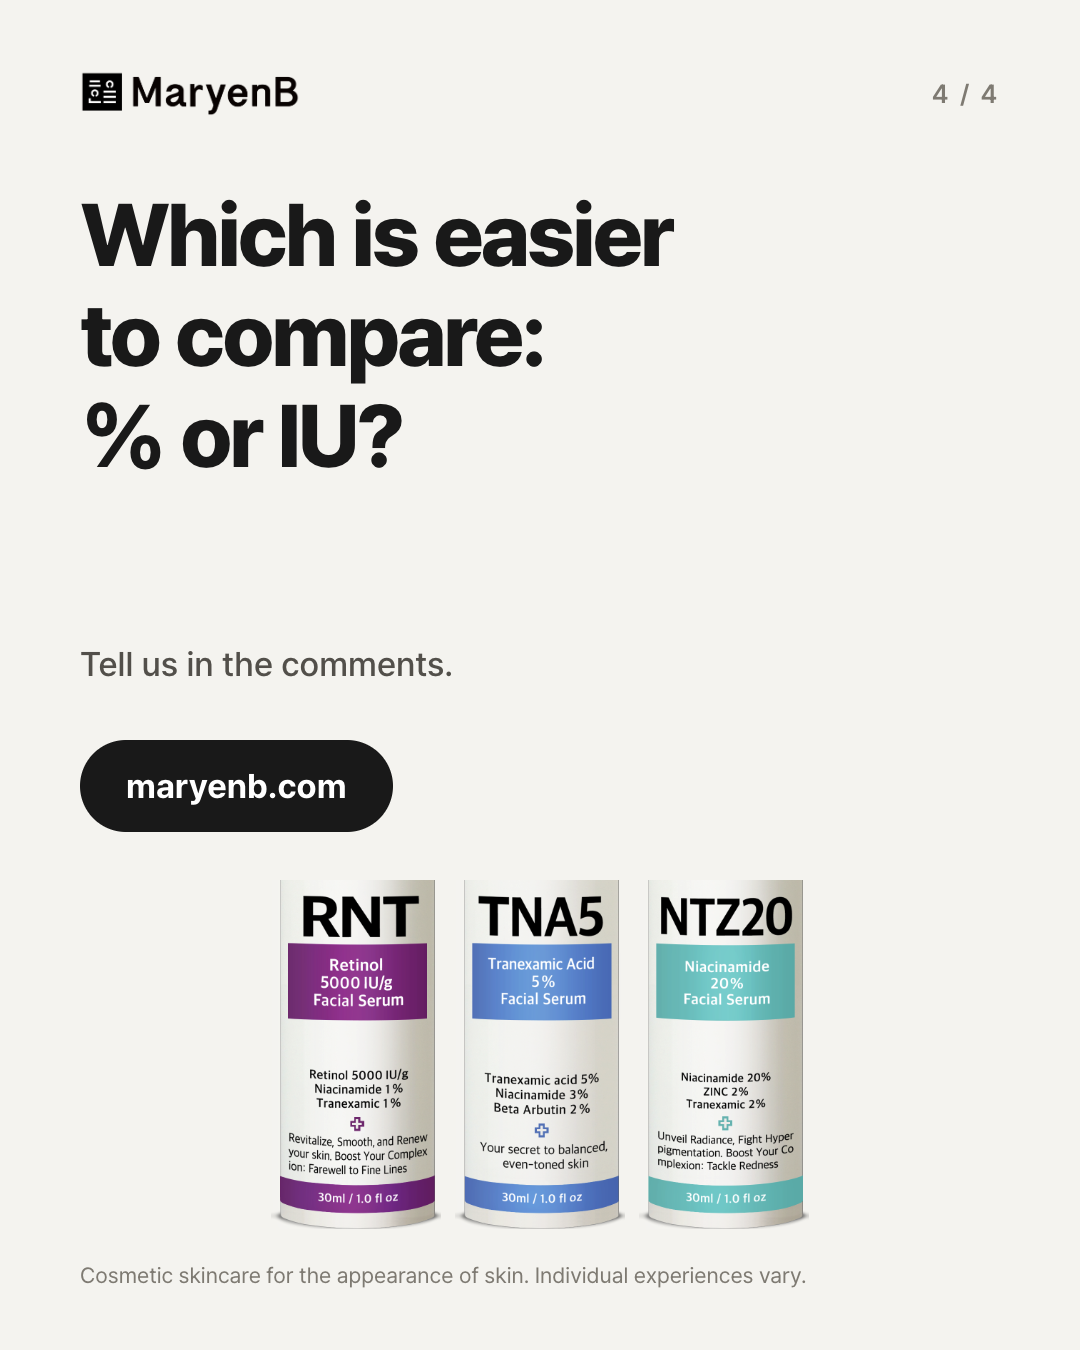 MaryenB
4 / 4
Which is easier
to compare:
% or IU?
Tell us in the comments.
maryenb.com
RNT
Retinol
5000 IU/g
Facial Serum
Retinol 5000 IU/g
Niacinamide 1%
Tranexamic 1%
Revitalize, Smooth, and Renew
your skin. Boost Your Complex
ion: Farewell to Fine Lines
30ml / 1.0 fl oz
TNA5
Tranexamic Acid
5%
Facial Serum
Tranexamic acid 5%
Niacinamide 3%
Beta Arbutin 2%
Your secret to balanced,
even-toned skin
30ml / 1.0 fl oz
NTZ20
Niacinamide
20%
Facial Serum
Niacinamide 20%
ZINC 2%
Tranexamic 2%
Unveil Radiance, Fight Hyper
pigmentation. Boost Your Co
mplexion: Tackle Redness
30ml / 1.0 fl oz
Cosmetic skincare for the appearance of skin. Individual experiences vary.